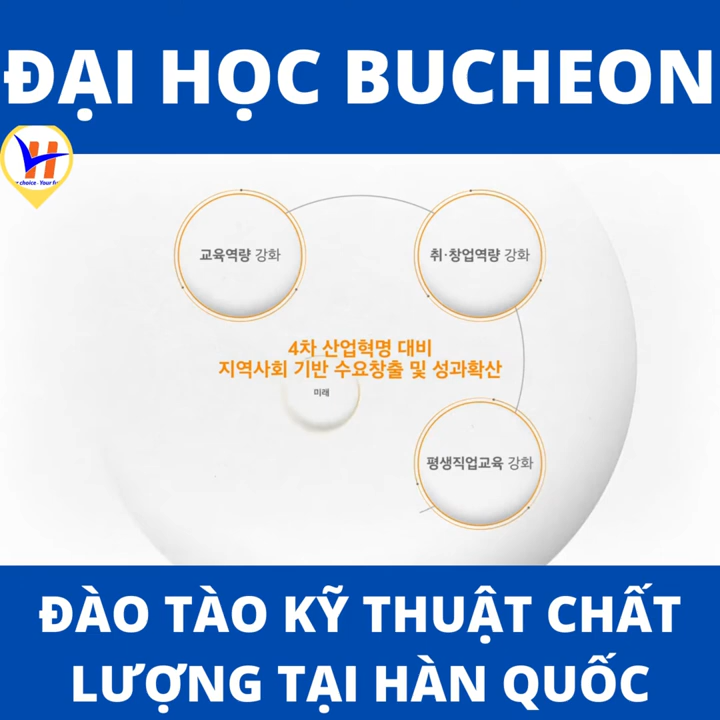 ĐẠI HỌC BUCHEON
H
r choice - Your f
교육역량 강화
취·창업역량 강화
4차 산업혁명 대비
지역사회 기반 수요창출 및 성과확산
미래
평생직업교육 강화
ĐÀO TÀO KỸ THUẬT CHẤT
LƯỢNG TẠI HÀN QUỐC